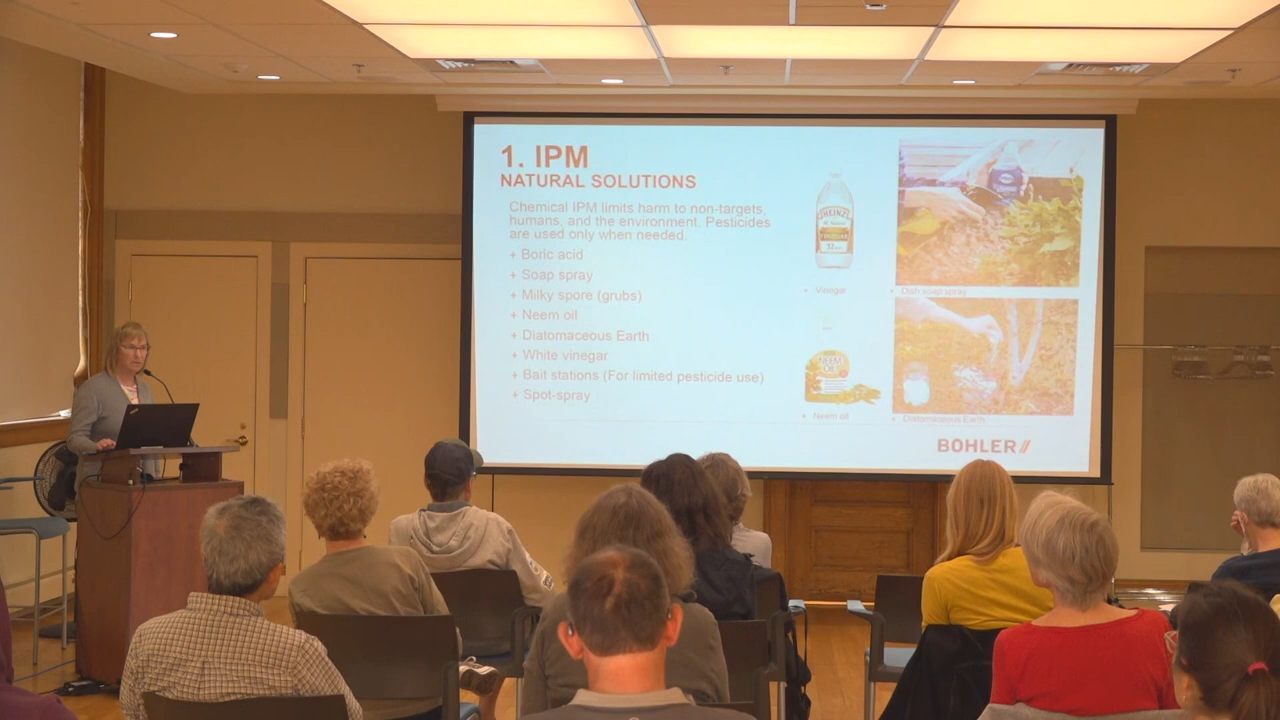 1. IPM
NATURAL SOLUTIONS
Chemical IPM limits harm to non-targets,
humans, and the environment. Pesticides
are used only when needed.
+ Boric acid
+ Soap spray
+ Milky spore (grubs)
+ Neem oil
+ Diatomaceous Earth
+ White vinegar
+ Bait stations (For limited pesticide use)
+ Spot-spray
HEINZ
• Vinegar
NEEM
OIL
• Neem oil
• Dish soap spray
• Diatomaceous Earth
BOHLER//